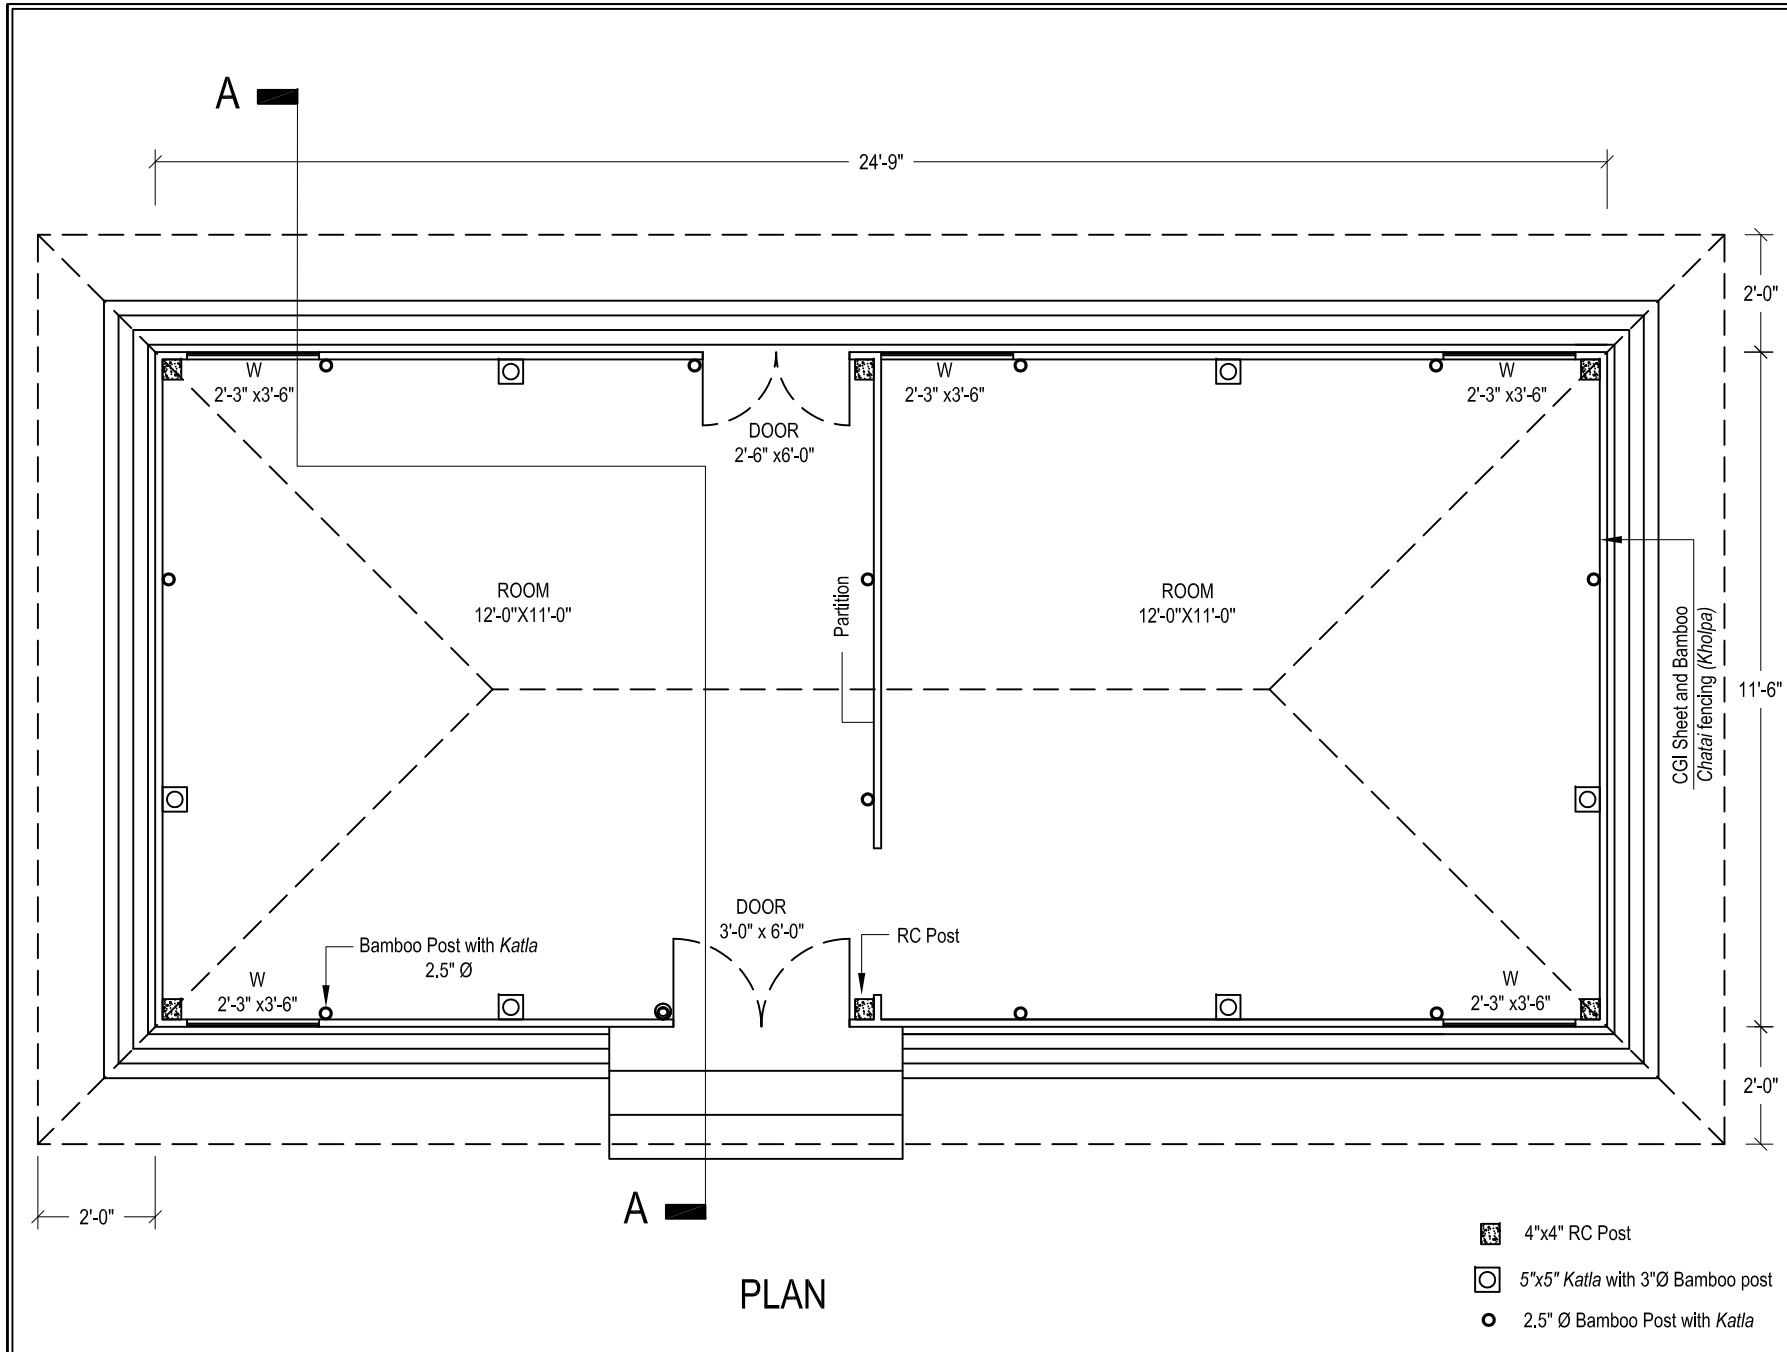 A
24'-9"
2'-0"
W
2'-3" x3'-6"
W
2'-3" x3'-6"
W
2'-3" x3'-6"
DOOR
2'-6" x6'-0"
ROOM
12'-0"X11'-0"
Partition
ROOM
12'-0"X11'-0"
CGI Sheet and Bamboo
Chatai fencing (Kholpa)
11'-6"
DOOR
3'-0" x 6'-0"
Bamboo Post with Katla
2.5" Ø
RC Post
W
2'-3" x3'-6"
W
2'-3" x3'-6"
2'-0"
2'-0"
A
4"x4" RC Post
5"x5" Katla with 3"Ø Bamboo post
2.5" Ø Bamboo Post with Katla
PLAN